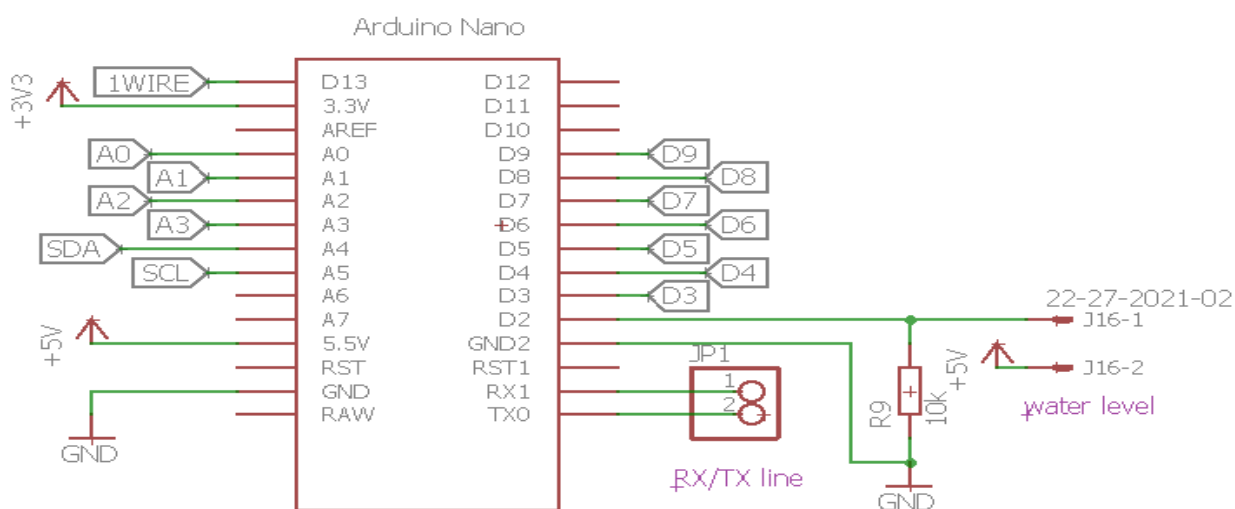 Arduino Nano
+3V3
1WIRE
D13
D12
3.3V
D11
AREF
D10
A0
A0
D9
D9
A1
A1
D8
D8
A2
A2
D7
D7
A3
A3
D6
D6
SDA
A4
D5
D5
SCL
A5
D4
D4
A6
D3
D3
22-27-2021-02
A7
D2
J16-1
+5V
5.5V
GND2
JP1
+5V
RST
RST1
J16-2
GND
RX1
1
R9
10k
water level
RAW
TX0
2
GND
RX/TX line
GND